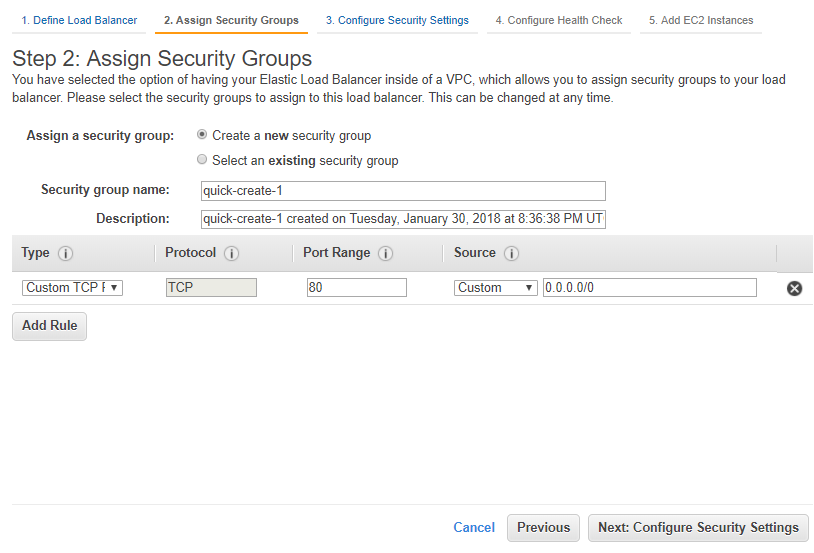 1. Define Load Balancer 2. Assign Security Groups 3. Configure Security Settings 4. Configure Health Check 5. Add EC2 Instances
Step 2: Assign Security Groups
You have selected the option of having your Elastic Load Balancer inside of a VPC, which allows you to assign security groups to your load
balancer. Please select the security groups to assign to this load balancer. This can be changed at any time.
Assign a security group: Create a new security group
Select an existing security group
Security group name: quick-create-1
Description: quick-create-1 created on Tuesday, January 30, 2018 at 8:36:38 PM UT
Type i Protocol i Port Range i Source i
Custom TCP TCP 80 Custom 0.0.0.0/0
Add Rule
Cancel Previous Next: Configure Security Settings